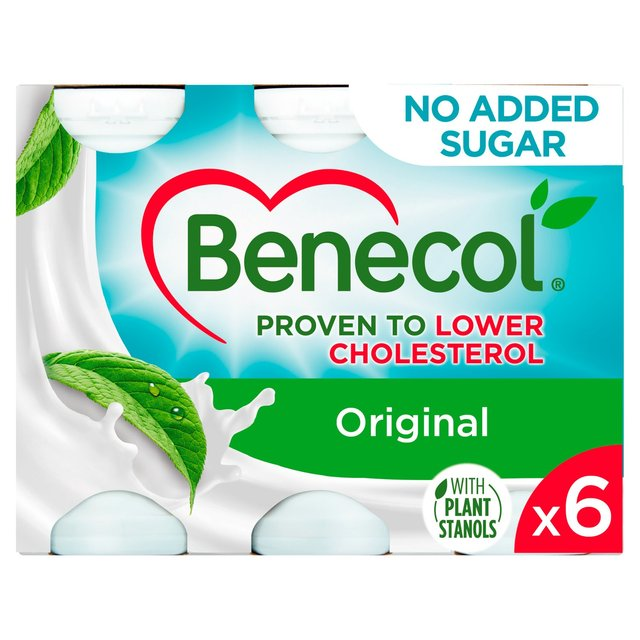 NO ADDED
SUGAR
Benecol®
PROVEN TO LOWER
CHOLESTEROL
Original
WITH
PLANT
STANOLS
x6